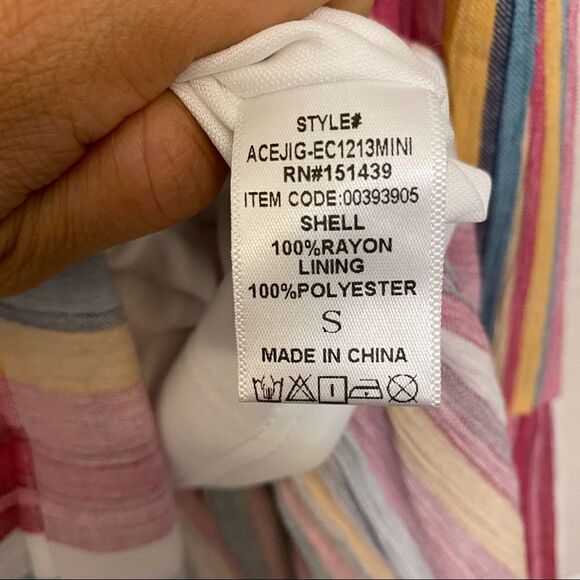 STYLE#
ACEJIG-EC1213MINI
RN#151439
ITEM CODE:00393905
SHELL
100%RAYON
LINING
100%POLYESTER
S
MADE IN CHINA